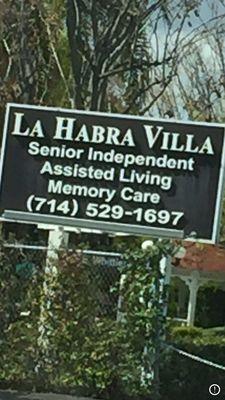 LA HABRA VILLA
Senior Independent
Assisted Living
Memory Care
(714) 529-1697